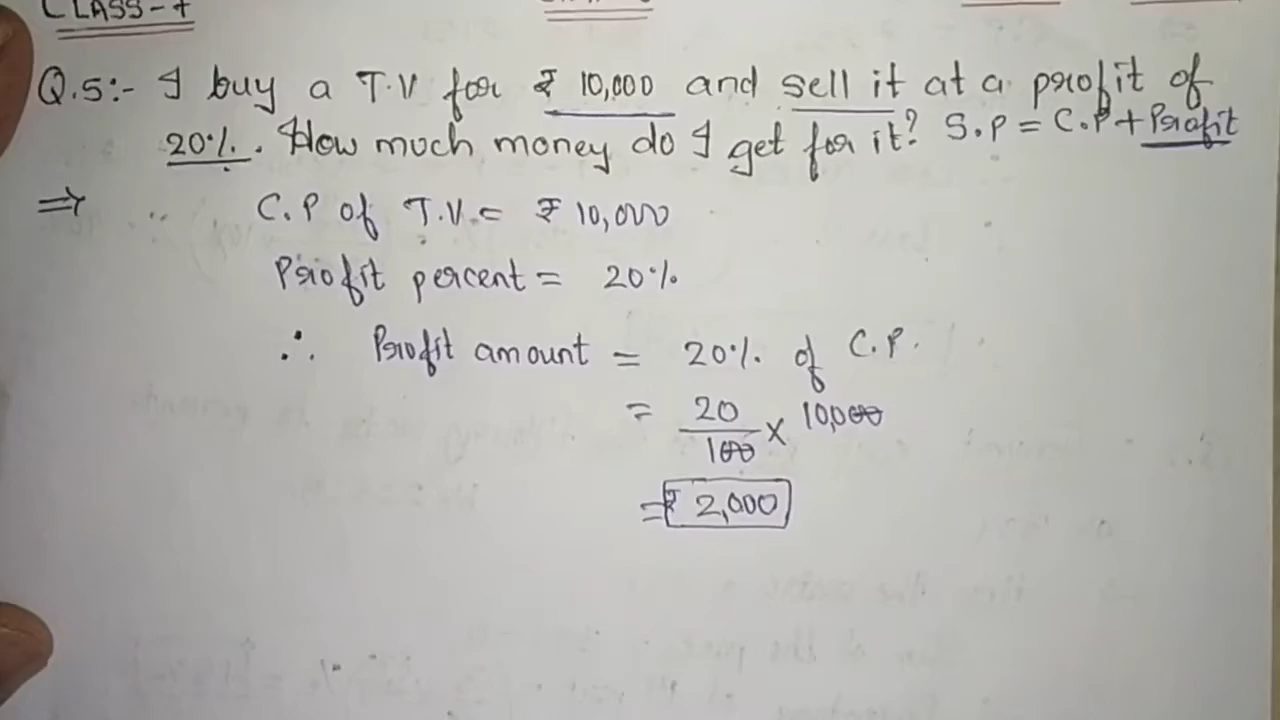 CLASS-7
Q.5:- I buy a T.V for ₹ 10,000 and sell it at a profit of
20%. How much money do I get for it? S.P = C.P + Profit
⇒ C.P of T.V. = ₹ 10,000
Profit percent = 20%
∴ Profit amount = 20% of C.P.
= 20/100 × 10,000
= ₹ 2,000